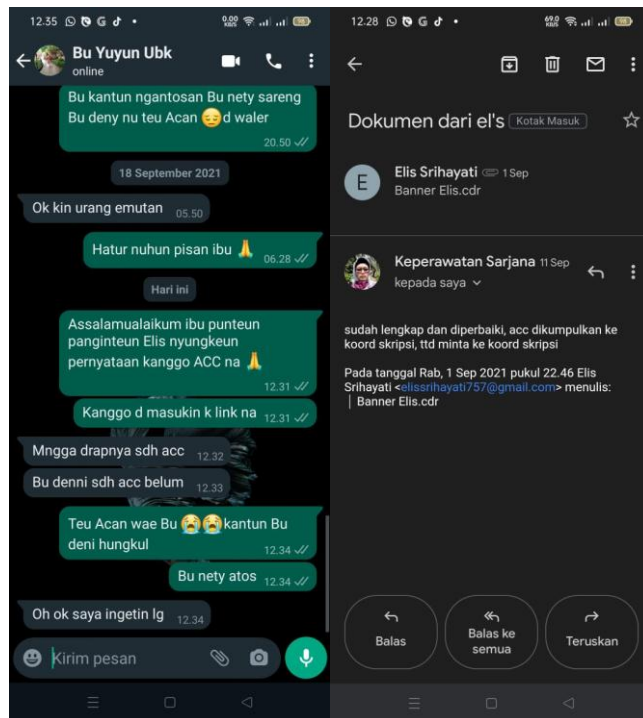 12.35
0.00
KB/S
Bu Yuyun Ubk
online
Bu kantun ngantosan Bu nety sareng
Bu deny nu teu Acan 😔d waler
20.50
18 September 2021
Ok kin urang emutan 05.50
Hatur nuhun pisan ibu 🙏 06.28
Hari ini
Assalamualaikum ibu punteun
panginteun Elis nyungkeun
pernyataan kanggo ACC na 🙏
12.31
Kanggo d masukin k link na 12.31
Mngga drapnya sdh acc 12.32
Bu denni sdh acc belum 12.33
Teu Acan wae Bu 😭😭kantun Bu
deni hungkul
12.34
Bu nety atos 12.34
Oh ok saya ingetin lg 12.34
Kirim pesan
12.28
69.0
KB/S
Dokumen dari el's Kotak Masuk
E
Elis Srihayati 1 Sep
Banner Elis.cdr
Keperawatan Sarjana 11 Sep
kepada saya
sudah lengkap dan diperbaiki, acc dikumpulkan ke
koord skripsi, ttd minta ke koord skripsi
Pada tanggal Rab, 1 Sep 2021 pukul 22.46 Elis
Srihayati <elissrihayati757@gmail.com> menulis:
| Banner Elis.cdr
Balas
Balas ke
semua
Teruskan